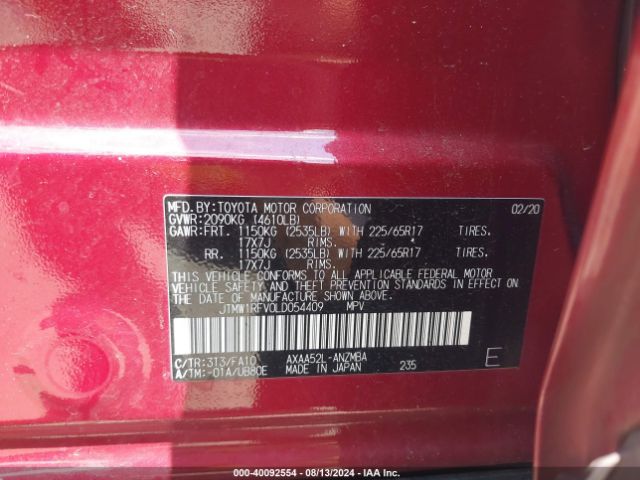 MFD.BY:TOYOTA MOTOR CORPORATION 02/20
GVWR:2090KG (4610LB)
GAWR:FRT. 1150KG (2535LB) WITH 225/65R17 TIRES.
17X7J RIMS.
RR. 1150KG (2535LB) WITH 225/65R17 TIRES.
17X7J RIMS.
THIS VEHICLE CONFORMS TO ALL APPLICABLE FEDERAL MOTOR
VEHICLE SAFETY AND THEFT PREVENTION STANDARDS IN EFFECT ON
THE DATE OF MANUFACTURE SHOWN ABOVE.
JTMW1RFV0LD054409 MPV
C/TR:313/FA10 AXAA52L-ANZMBA
A/TM:-01A/UB80E MADE IN JAPAN 235
E
000-40092554 - 08/13/2024 - IAA Inc.